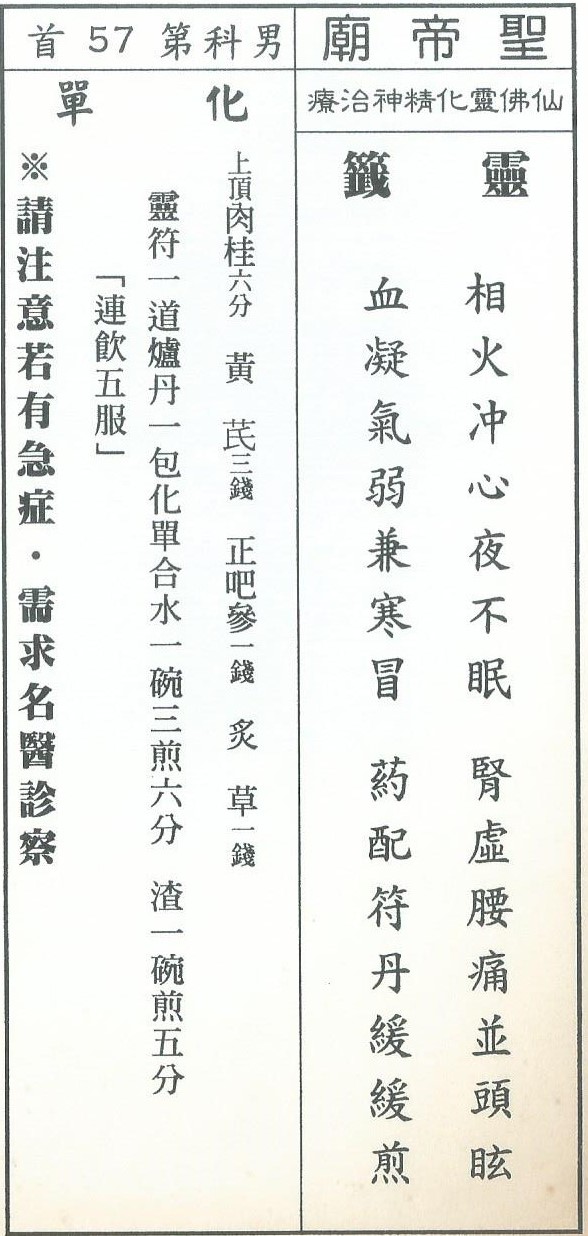 聖帝廟
仙佛靈化精神治療
靈籤
相火冲心夜不眠 腎虛腰痛並頭眩
血凝氣弱兼寒冒 葯配符丹緩緩煎
男科第57首
化單
上頂肉桂六分 黃芪三錢 正吧參一錢 炙草一錢
靈符一道爐丹一包化單合水一碗三煎六分 渣一碗煎五分
「連飲五服」
※請注意若有急症・需求名醫診察